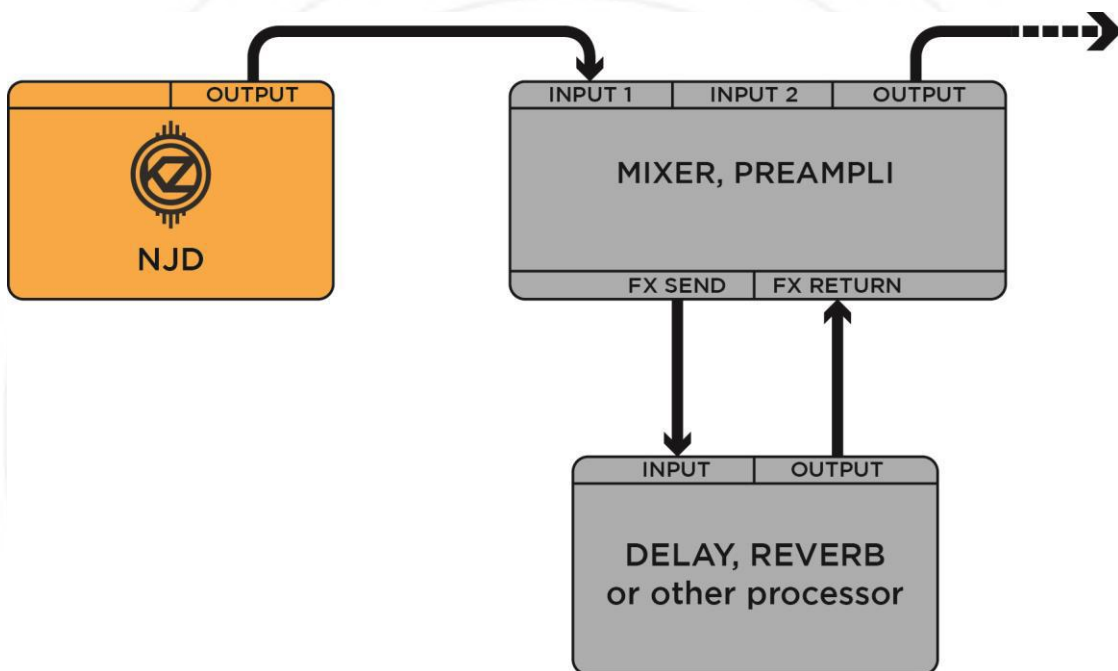 OUTPUT
KZ
NJD
INPUT 1 INPUT 2 OUTPUT
MIXER, PREAMPLI
FX SEND FX RETURN
INPUT OUTPUT
DELAY, REVERB
or other processor